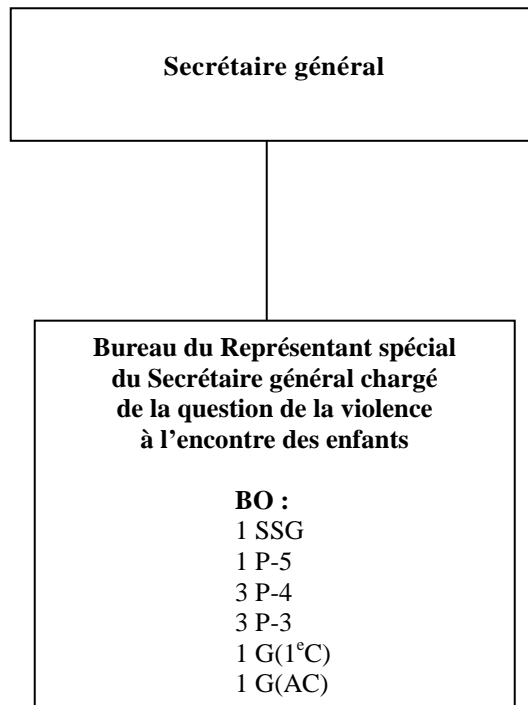 Secrétaire général
Bureau du Représentant spécial
du Secrétaire général chargé
de la question de la violence
à l’encontre des enfants
BO :
1 SSG
1 P-5
3 P-4
3 P-3
1 G(1eC)
1 G(AC)